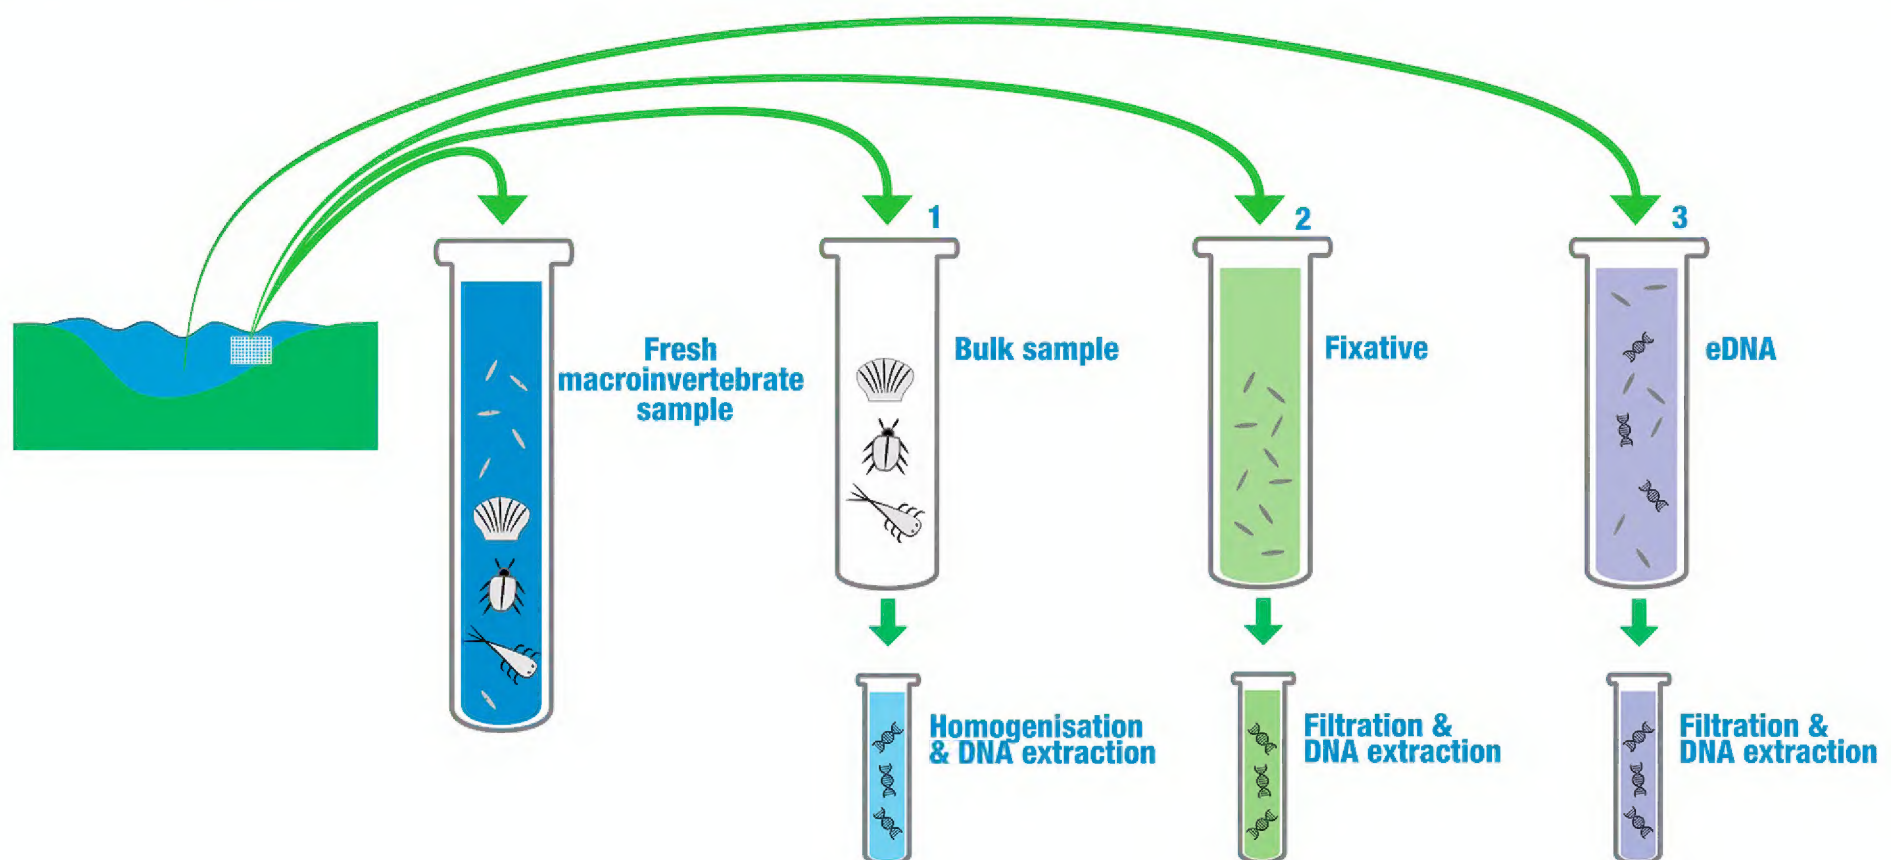 1
2
3
Fresh
macroinvertebrate
sample
Bulk sample
Fixative
eDNA
Homogenisation
& DNA extraction
Filtration &
DNA extraction
Filtration &
DNA extraction